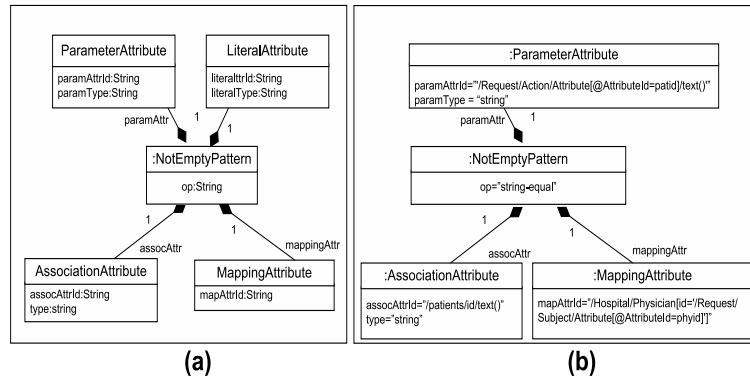 ParameterAttribute
paramAttrId:String
paramType:String
LiteralAttribute
literalttrId:String
literalType:String
paramAttr
1
1
:NotEmptyPattern
op:String
1
1
assocAttr
mappingAttr
AssociationAttribute
assocAttrId:String
type:string
MappingAttribute
mapAttrId:String
(a)
:ParameterAttribute
paramAttrId="'/Request/Action/Attribute[@AttributeId=patid]/text()'"
paramType = "string"
paramAttr
1
:NotEmptyPattern
op="string-equal"
1
1
assocAttr
mappingAttr
:AssociationAttribute
assocAttrId="/patients/id/text()"
type="string"
:MappingAttribute
mapAttrId="/Hospital/Physician[id='/Request/
Subject/Attribute[@AttributeId=phyid]']"
(b)